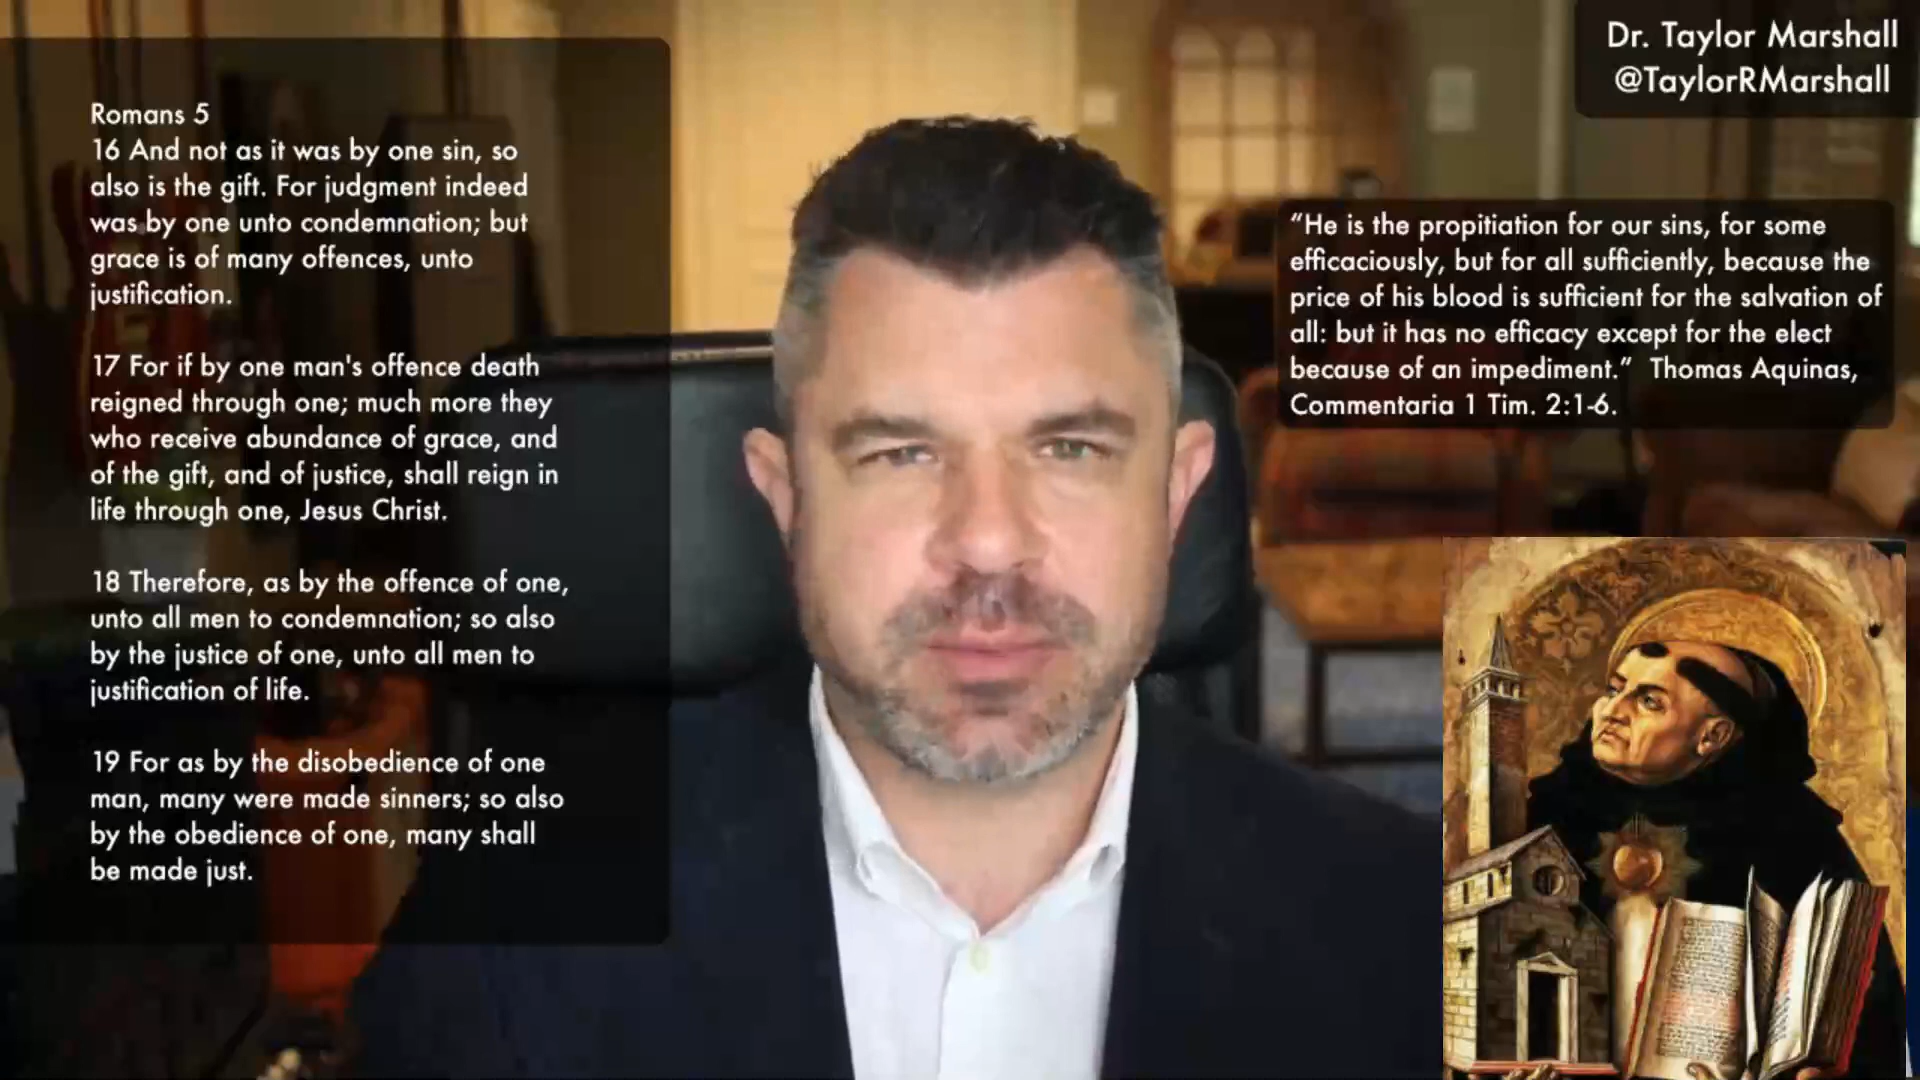 Romans 5
16 And not as it was by one sin, so
also is the gift. For judgment indeed
was by one unto condemnation; but
grace is of many offences, unto
justification.
17 For if by one man's offence death
reigned through one; much more they
who receive abundance of grace, and
of the gift, and of justice, shall reign in
life through one, Jesus Christ.
18 Therefore, as by the offence of one,
unto all men to condemnation; so also
by the justice of one, unto all men to
justification of life.
19 For as by the disobedience of one
man, many were made sinners; so also
by the obedience of one, many shall
be made just.
Dr. Taylor Marshall
@TaylorRMarshall
“He is the propitiation for our sins, for some
efficaciously, but for all sufficiently, because the
price of his blood is sufficient for the salvation of
all: but it has no efficacy except for the elect
because of an impediment.” Thomas Aquinas,
Commentaria 1 Tim. 2:1-6.